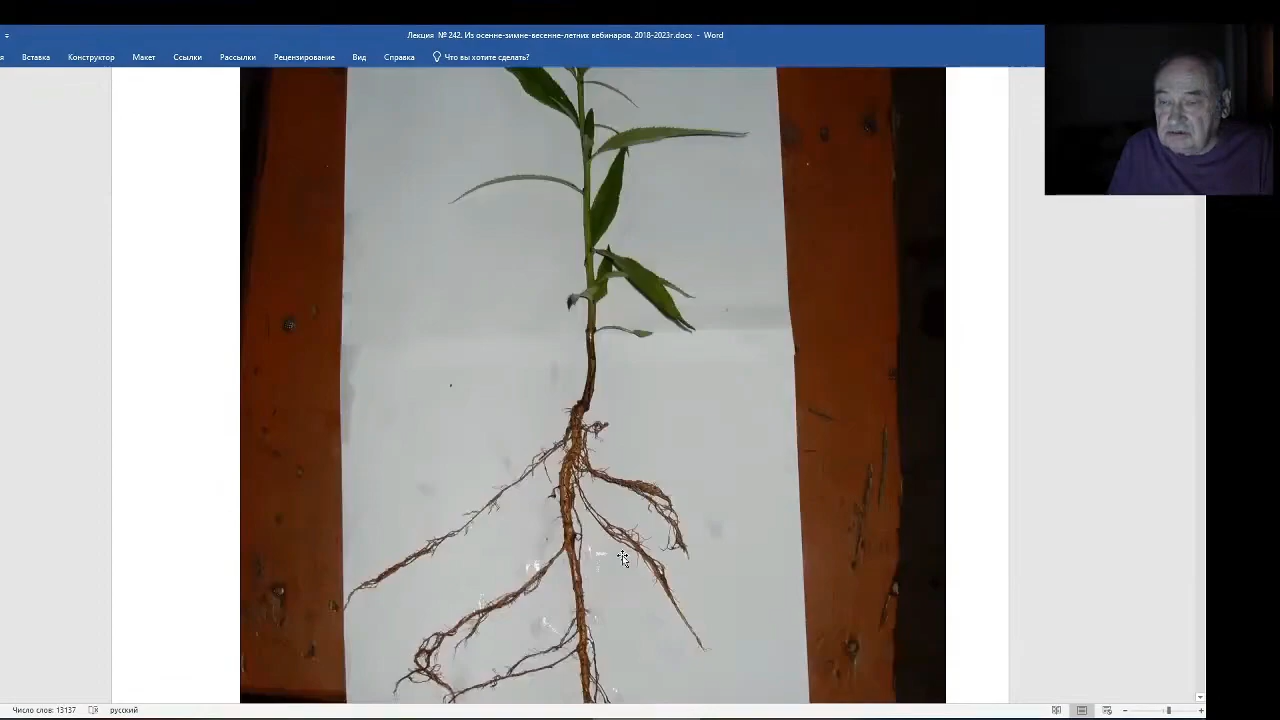 Лекция № 242. Из осенне-зимне-весенне-летних вебинаров. 2018-2023г.docx - Word
Вставка Конструктор Макет Ссылки Рассылки Рецензирование Вид Справка Что вы хотите сделать?
Число слов: 13137 русский